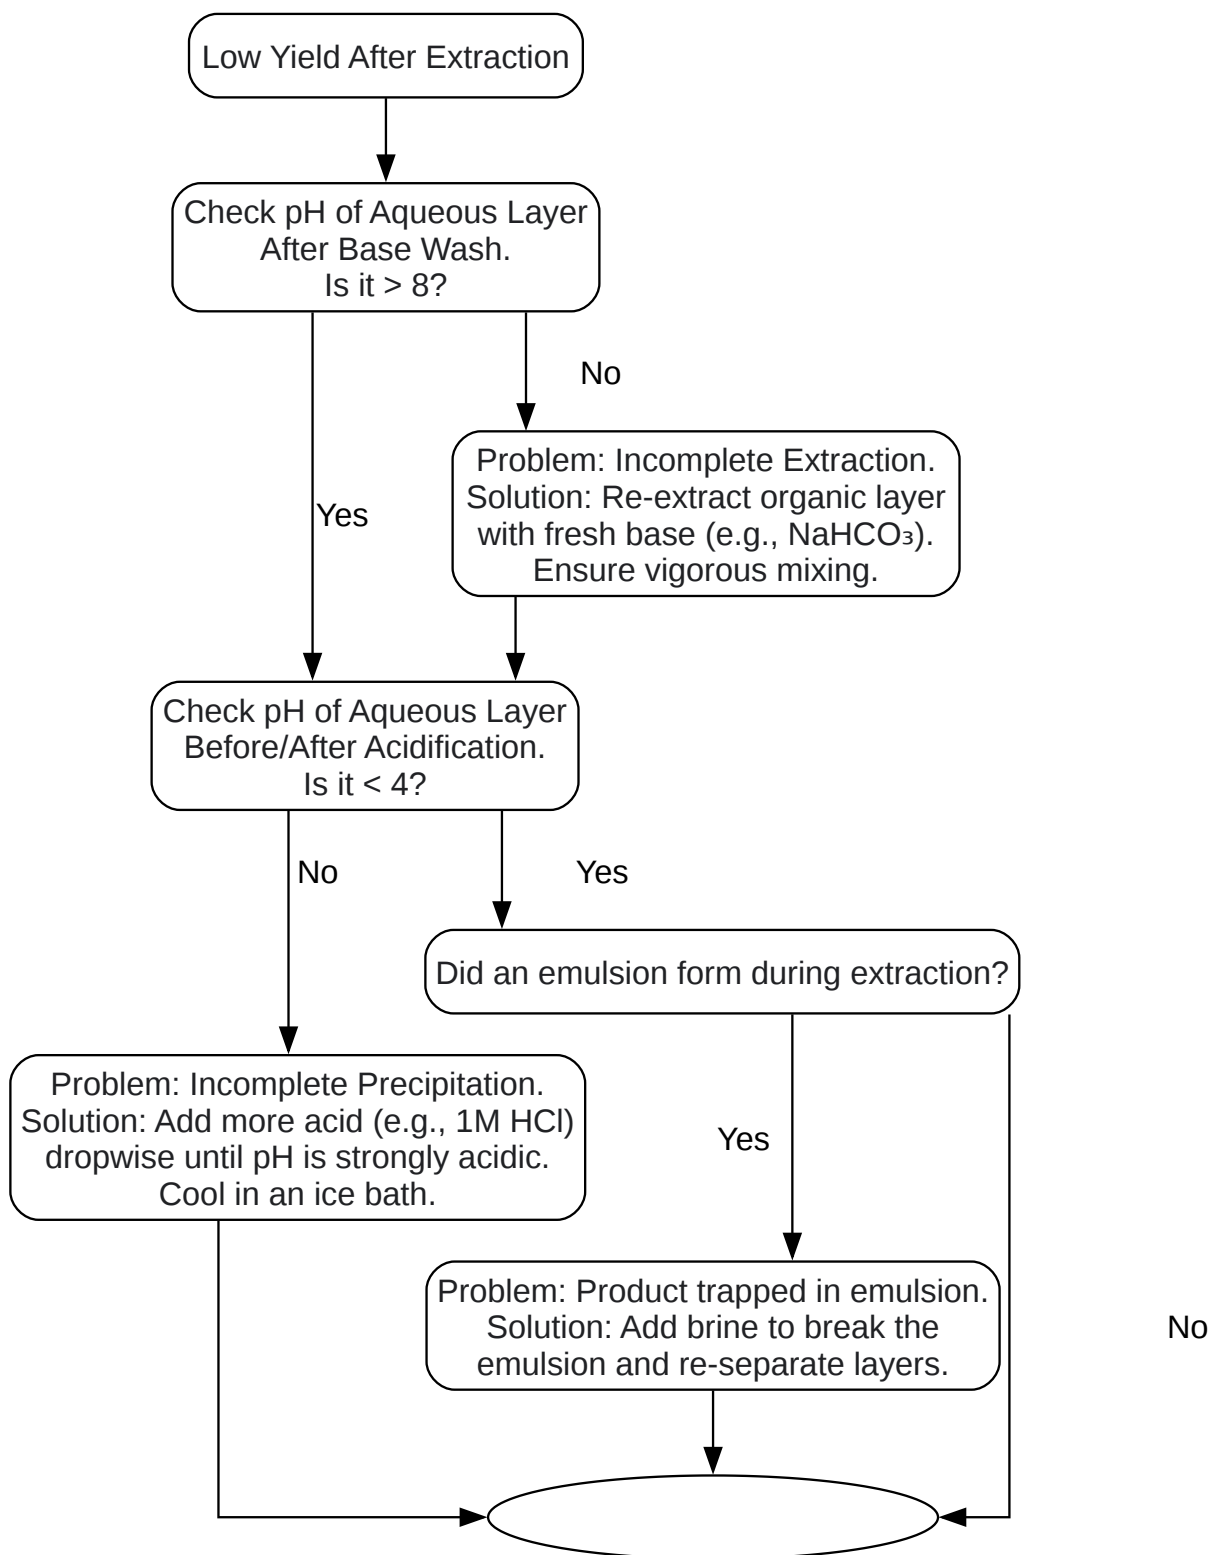 Low Yield After Extraction
Check pH of Aqueous Layer
After Base Wash.
Is it > 8?
No
Problem: Incomplete Extraction.
Solution: Re-extract organic layer
with fresh base (e.g., NaHCO₃).
Ensure vigorous mixing.
Yes
Check pH of Aqueous Layer
Before/After Acidification.
Is it < 4?
No
Yes
Did an emulsion form during extraction?
Problem: Incomplete Precipitation.
Solution: Add more acid (e.g., 1M HCl)
dropwise until pH is strongly acidic.
Cool in an ice bath.
Yes
Problem: Product trapped in emulsion.
Solution: Add brine to break the
emulsion and re-separate layers.
No